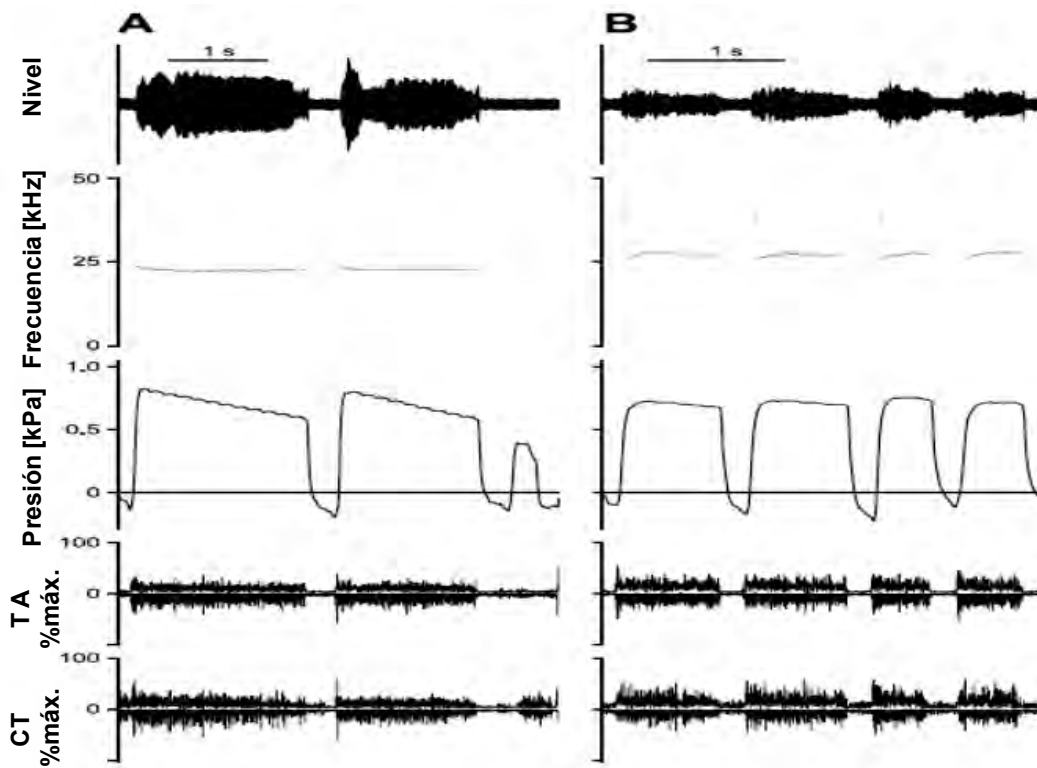 A
B
1 s
1 s
Nivel
50
25
0
Frecuencia [kHz]
1.0
0.5
0
Presión [kPa]
100
0
TA
%máx.
100
0
CT
%máx.